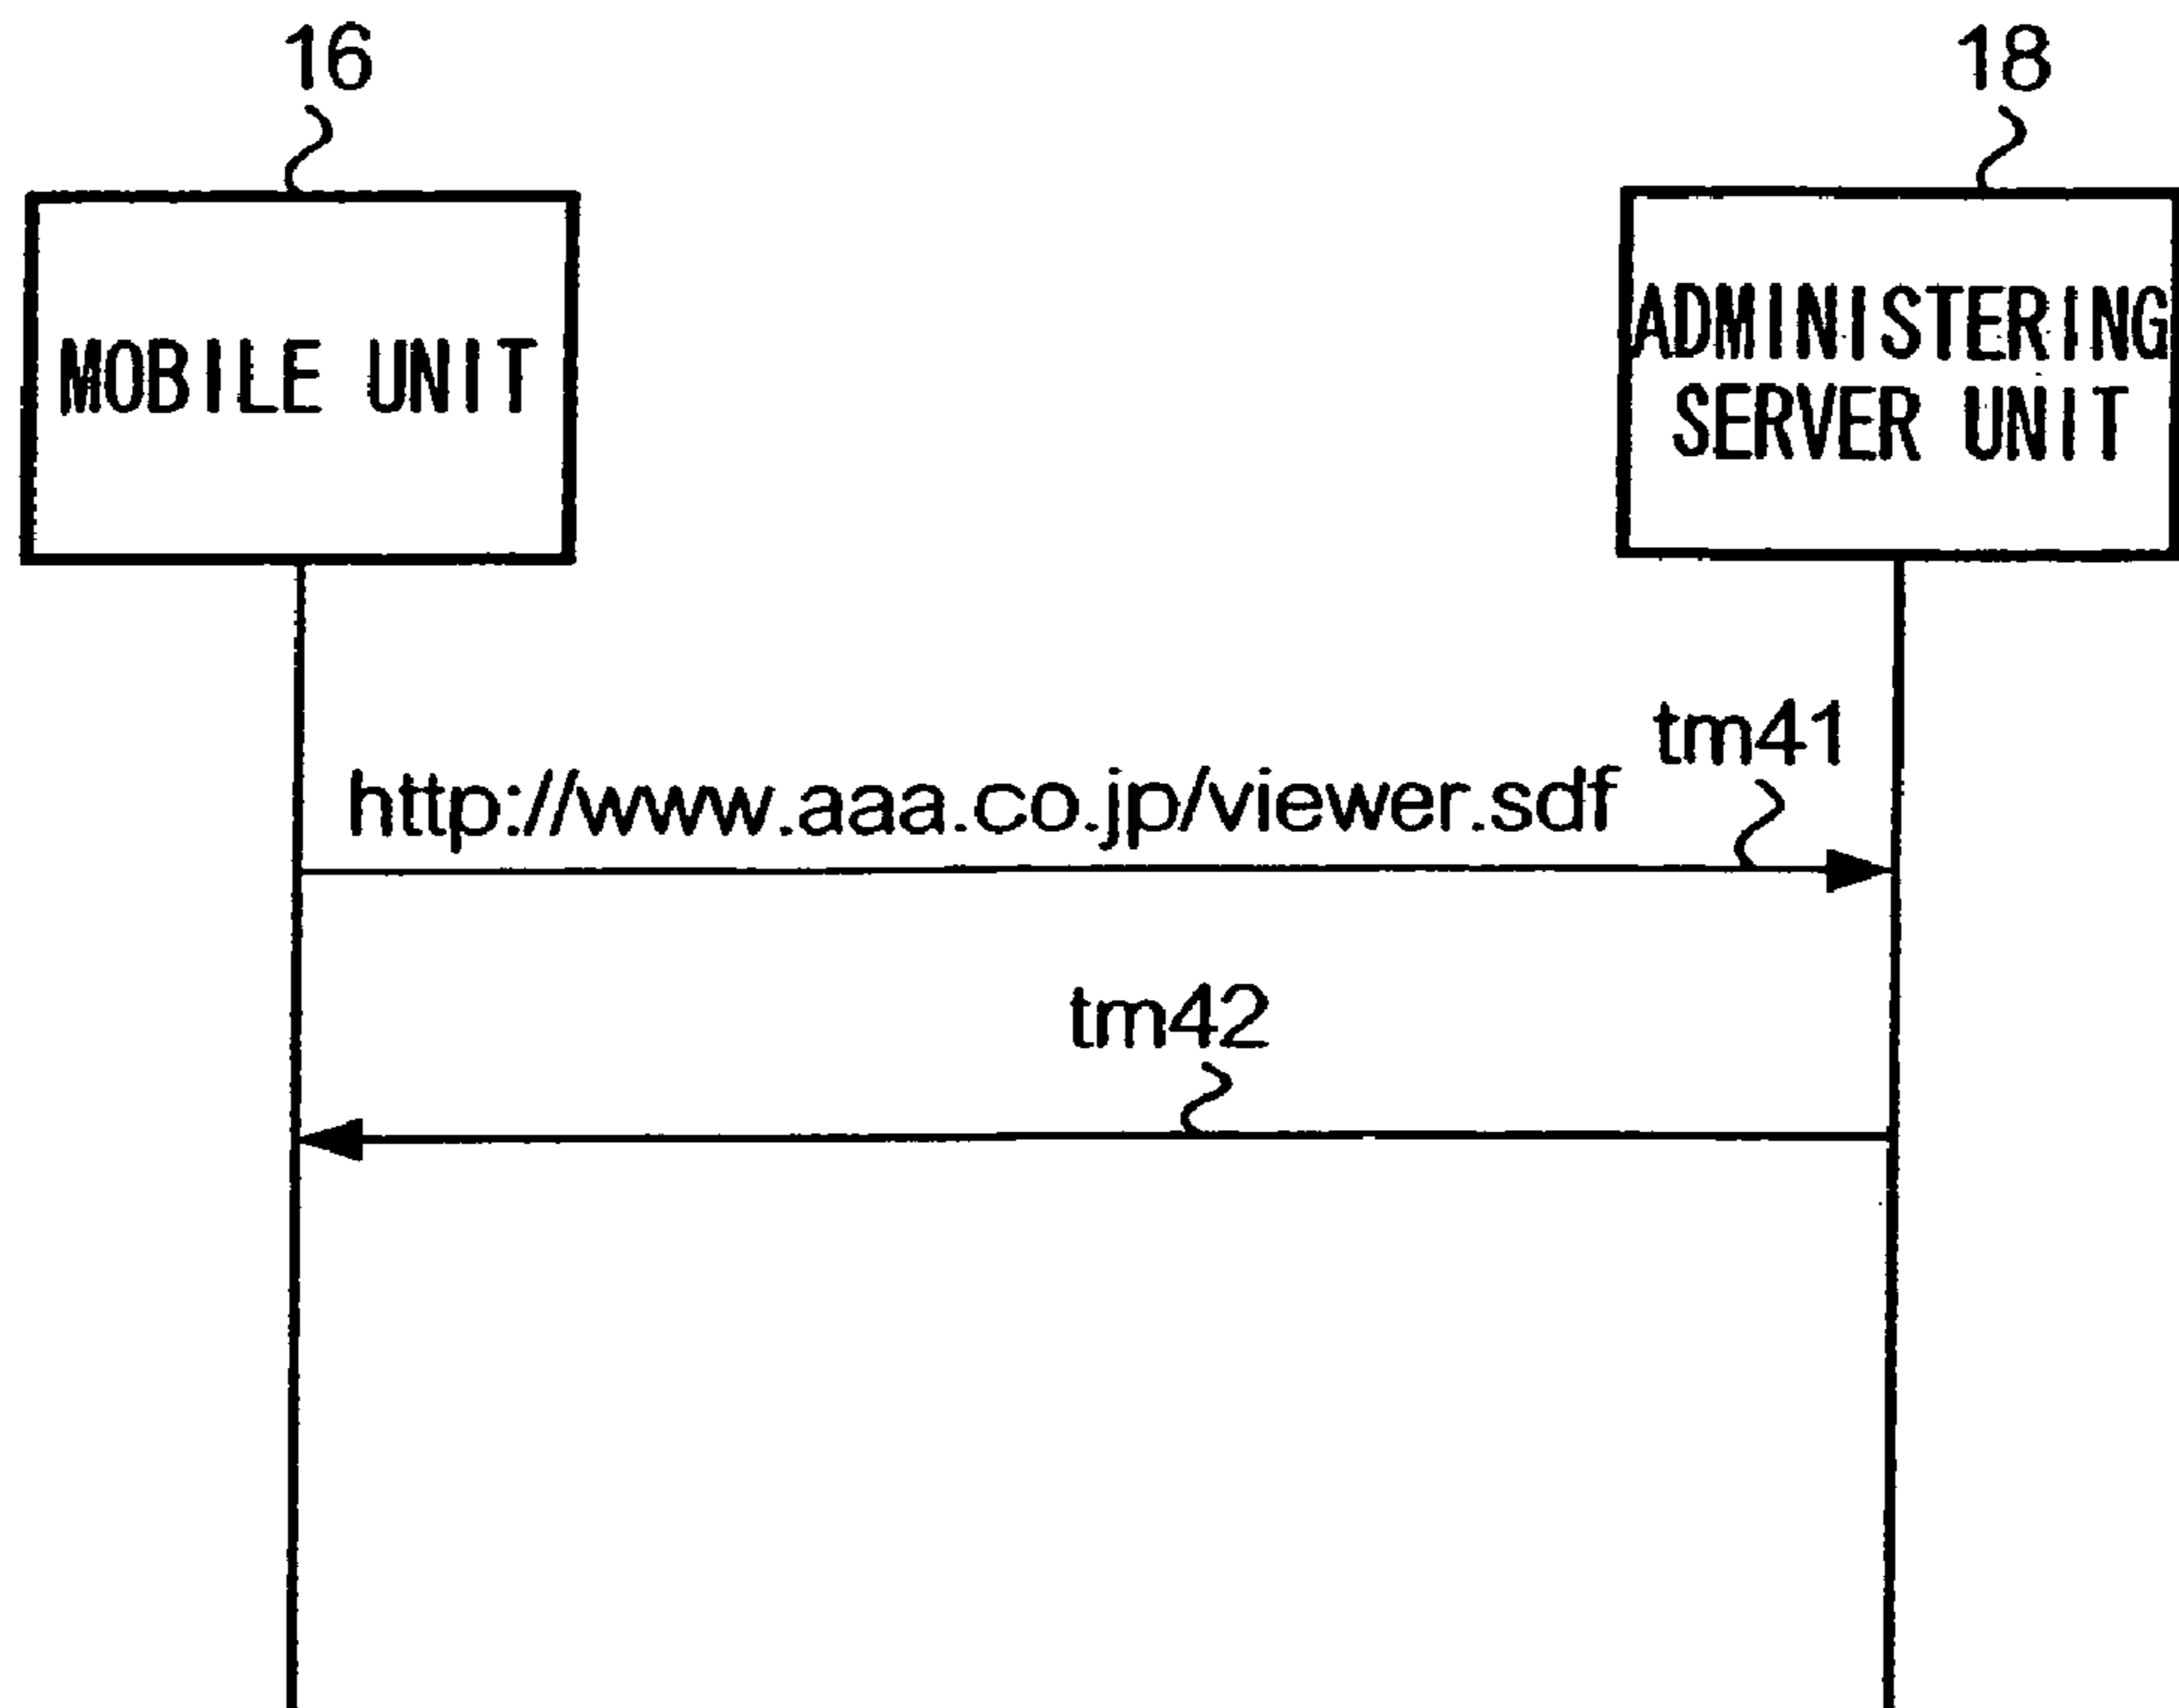 16
18
MOBILE UNIT
ADMINISTERING
SERVER UNIT
tm41
http://www.aaa.co.jp/viewer.sdf
tm42